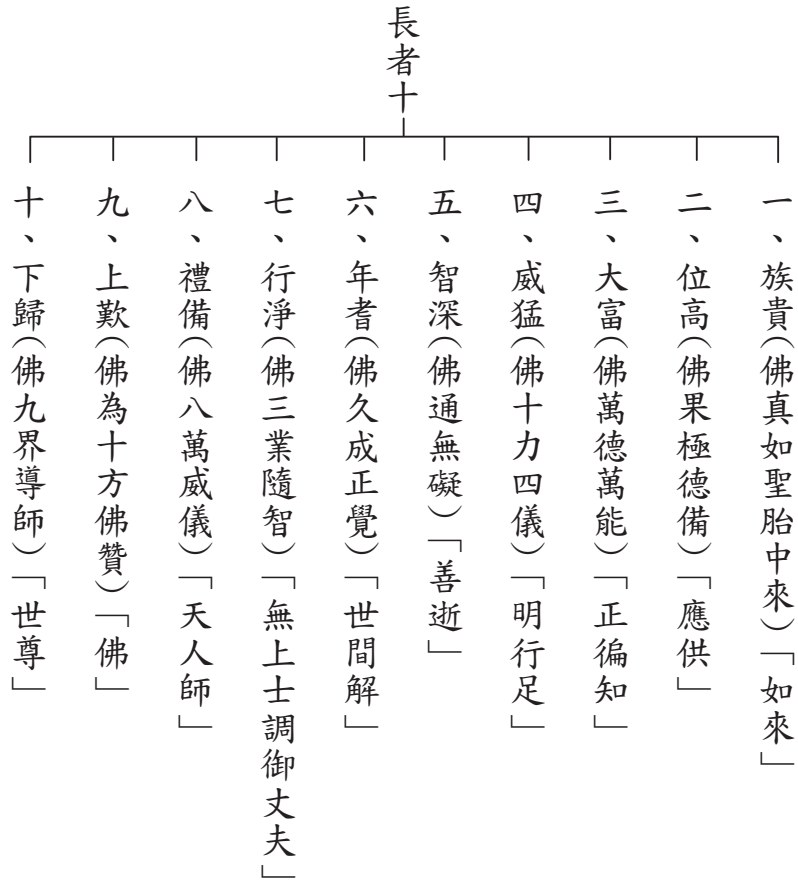 長者十
一、族貴（佛真如聖胎中來）「如來」
二、位高（佛果極德備）「應供」
三、大富（佛萬德萬能）「正徧知」
四、威猛（佛十力四儀）「明行足」
五、智深（佛通無礙）「善逝」
六、年耆（佛久成正覺）「世間解」
七、行淨（佛三業隨智）「無上士調御丈夫」
八、禮備（佛八萬威儀）「天人師」
九、上歎（佛為十方佛贊）「佛」
十、下歸（佛九界導師）「世尊」